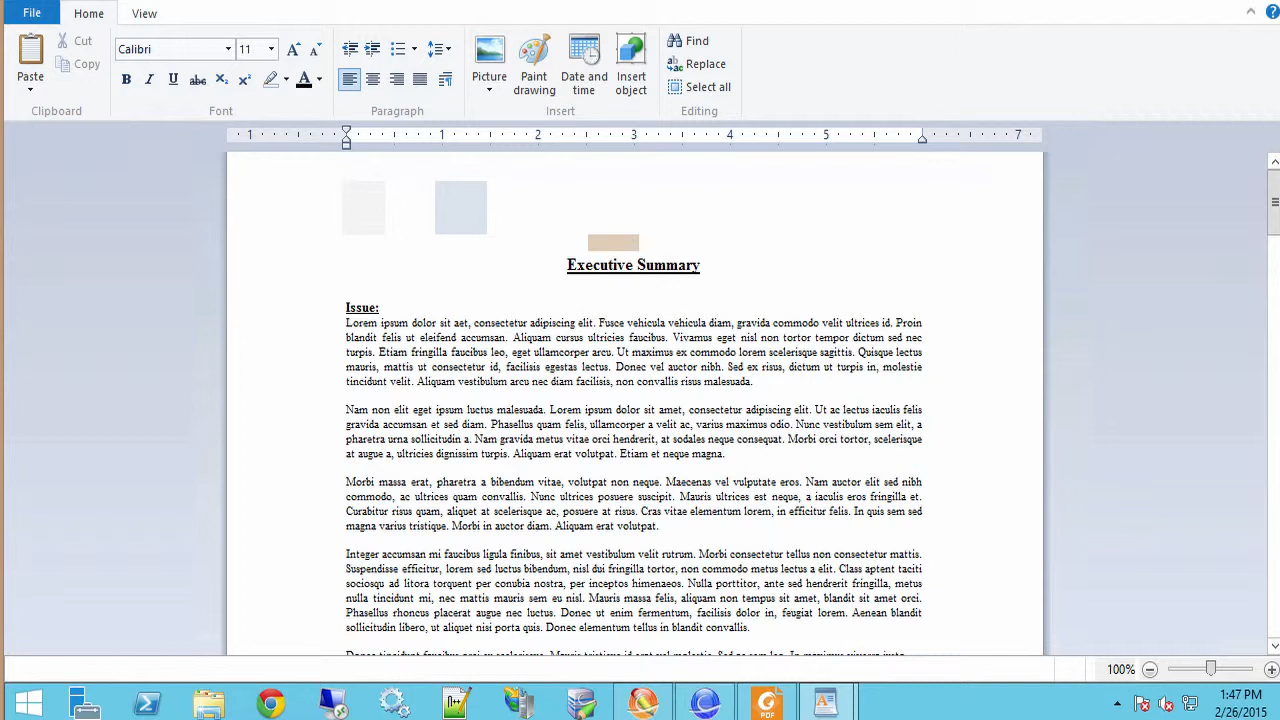 File Home View
Calibri 11
Paste
Cut
Copy
Clipboard
Font
Paragraph
Picture
Paint drawing
Date and time
Insert object
Insert
Find
Replace
Select all
Editing
1 1 2 3 4 5 7
Executive Summary
Issue:
Lorem ipsum dolor sit aet, consectetur adipiscing elit. Fusce vehicula vehicula diam, gravida commodo velit ultrices id. Proin
blandit felis ut eleifend accumsan. Aliquam cursus ultricies faucibus. Vivamus eget nisl non tortor tempor dictum sed nec
turpis. Etiam fringilla faucibus leo, eget ullamcorper arcu. Ut maximus ex commodo lorem scelerisque sagittis. Quisque lectus
mauris, mattis ut consectetur id, facilisis egestas lectus. Donec vel auctor nibh. Sed ex risus, dictum ut turpis in, molestie
tincidunt velit. Aliquam vestibulum arcu nec diam facilisis, non convallis risus malesuada.
Nam non elit eget ipsum luctus malesuada. Lorem ipsum dolor sit amet, consectetur adipiscing elit. Ut ac lectus iaculis felis
gravida accumsan et sed diam. Phasellus quam felis, ullamcorper a velit ac, varius maximus odio. Nunc vestibulum sem elit, a
pharetra urna sollicitudin a. Nam gravida metus vitae orci hendrerit, at sodales neque consequat. Morbi orci tortor, scelerisque
at augue a, ultricies dignissim turpis. Aliquam erat volutpat. Etiam et neque magna.
Morbi massa erat, pharetra a bibendum vitae, volutpat non neque. Maecenas vel vulputate eros. Nam auctor elit sed nibh
commodo, ac ultrices quam convallis. Nunc ultrices posuere suscipit. Mauris ultrices est neque, a iaculis eros fringilla et.
Curabitur risus quam, aliquet at scelerisque ac, posuere at risus. Cras vitae elementum lorem, in efficitur felis. In quis sem sed
magna varius tristique. Morbi in auctor diam. Aliquam erat volutpat.
Integer accumsan mi faucibus ligula finibus, sit amet vestibulum velit rutrum. Morbi consectetur tellus non consectetur mattis.
Suspendisse efficitur, lorem sed luctus bibendum, nisl dui fringilla tortor, non commodo metus lectus a elit. Class aptent taciti
sociosqu ad litora torquent per conubia nostra, per inceptos himenaeos. Nulla porttitor, ante sed hendrerit fringilla, metus
nulla tincidunt mi, nec mattis mauris sem eu nisl. Mauris massa felis, aliquam non tempus sit amet, blandit sit amet orci.
Phasellus rhoncus placerat augue nec luctus. Donec ut enim fermentum, facilisis dolor in, feugiat lorem. Aenean blandit
sollicitudin libero, ut aliquet nisi porta quis. Donec elementum tellus in blandit convallis.
100%
1:47 PM
2/26/2015